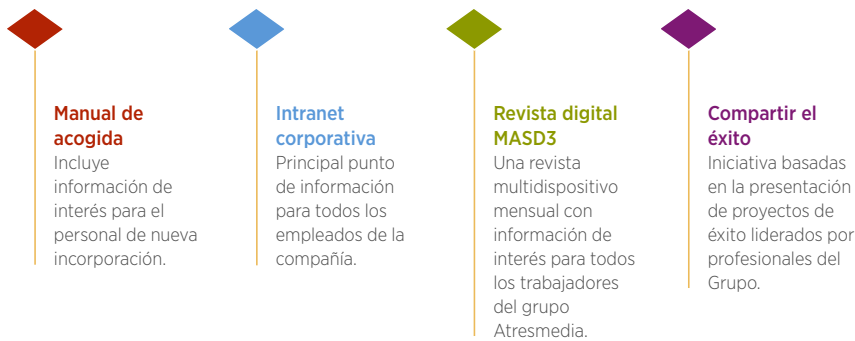 Manual de
acogida
Incluye
información de
interés para el
personal de nueva
incorporación.
Intranet
corporativa
Principal punto
de información
para todos los
empleados de la
compañía.
Revista digital
MASD3
Una revista
multidispositivo
mensual con
información de
interés para todos
los trabajadores
del grupo
Atresmedia.
Compartir el
éxito
Iniciativa basadas
en la presentación
de proyectos de
éxito liderados por
profesionales del
Grupo.